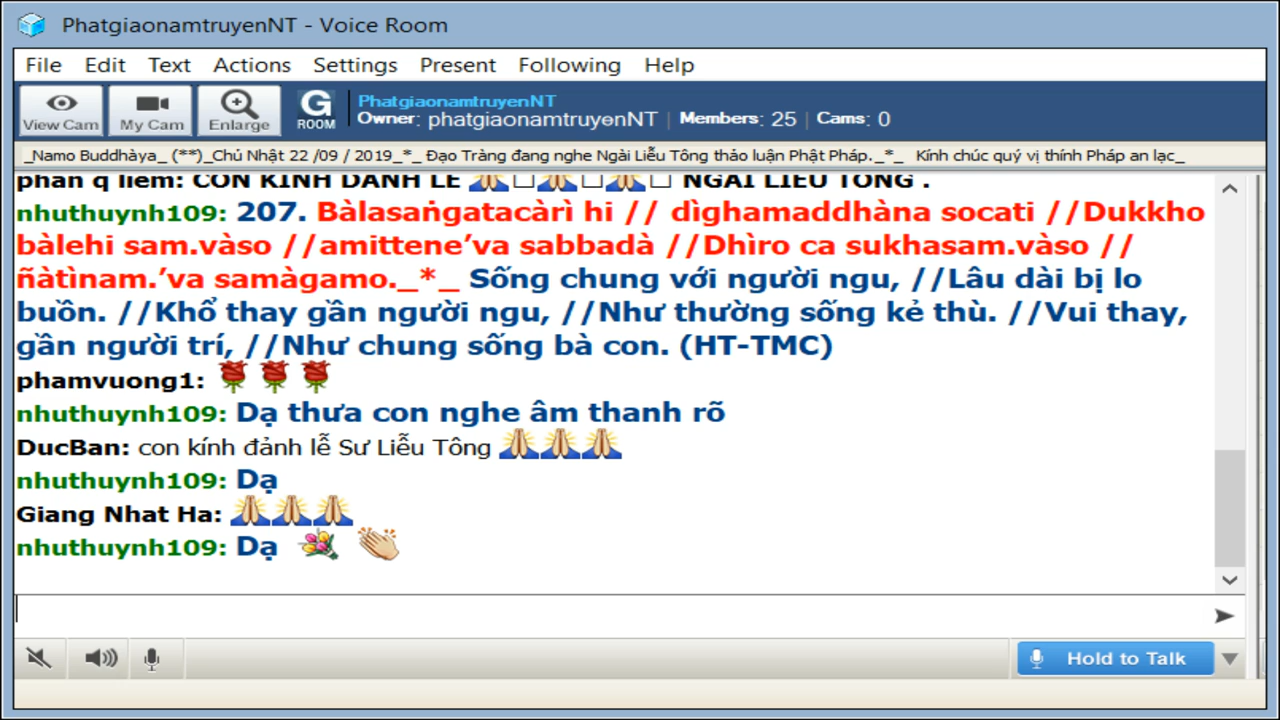 PhatgiaonamtruyenNT - Voice Room
File Edit Text Actions Settings Present Following Help
View Cam My Cam Enlarge G ROOM PhatgiaonamtruyenNT
Owner: phatgiaonamtruyenNT | Members: 25 | Cams: 0
_Namo Buddhàya_ (**)_Chủ Nhật 22 /09 / 2019_*_ Đạo Tràng đang nghe Ngài Liễu Tông thảo luận Phật Pháp._*_ Kính chúc quý vị thính Pháp an lạc_
phan q liem: CON KINH DANH LE 🙏□🙏□🙏□ NGAI LIEU TONG .
nhuthuynh109: 207. Bàlasaṅgatacàrì hi // dìghamaddhàna socati //Dukkho
bàlehi sam.vàso //amittene’va sabbadà //Dhìro ca sukhasam.vàso //
ñàtìnam.’va samàgamo._*_ Sống chung với người ngu, //Lâu dài bị lo
buồn. //Khổ thay gần người ngu, //Như thường sống kẻ thù. //Vui thay,
gần người trí, //Như chung sống bà con. (HT-TMC)
phamvuong1: 🌹🌹🌹
nhuthuynh109: Dạ thưa con nghe âm thanh rõ
DucBan: con kính đảnh lễ Sư Liễu Tông 🙏🙏🙏
nhuthuynh109: Dạ
Giang Nhat Ha: 🙏🙏🙏
nhuthuynh109: Dạ 💐 👏
Hold to Talk